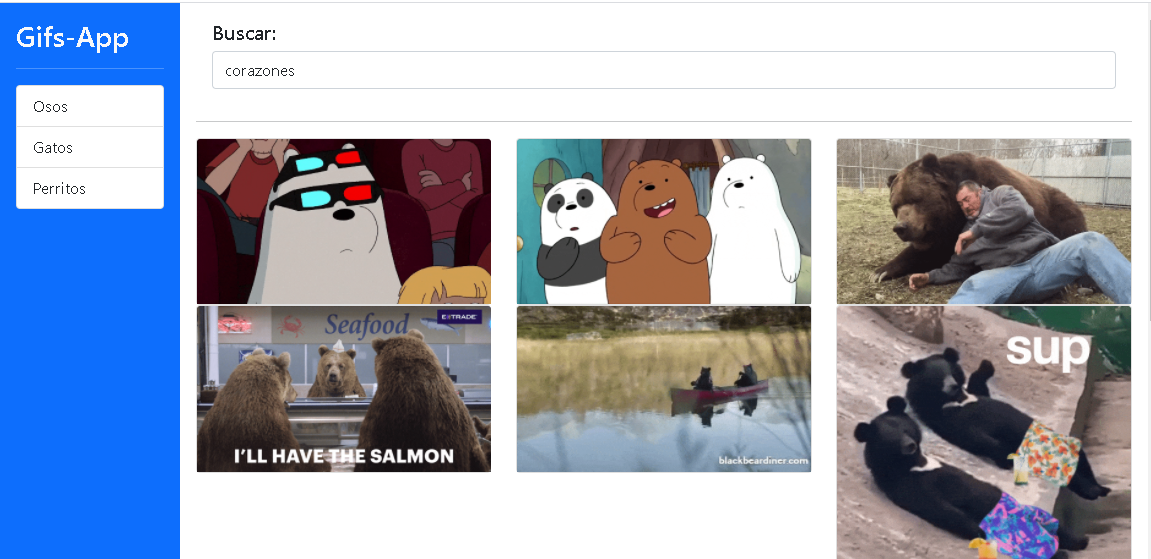 Gifs-App
Osos
Gatos
Perritos
Buscar:
corazones
Seafood
E*TRADE
I'LL HAVE THE SALMON
blackbeardiner.com
sup